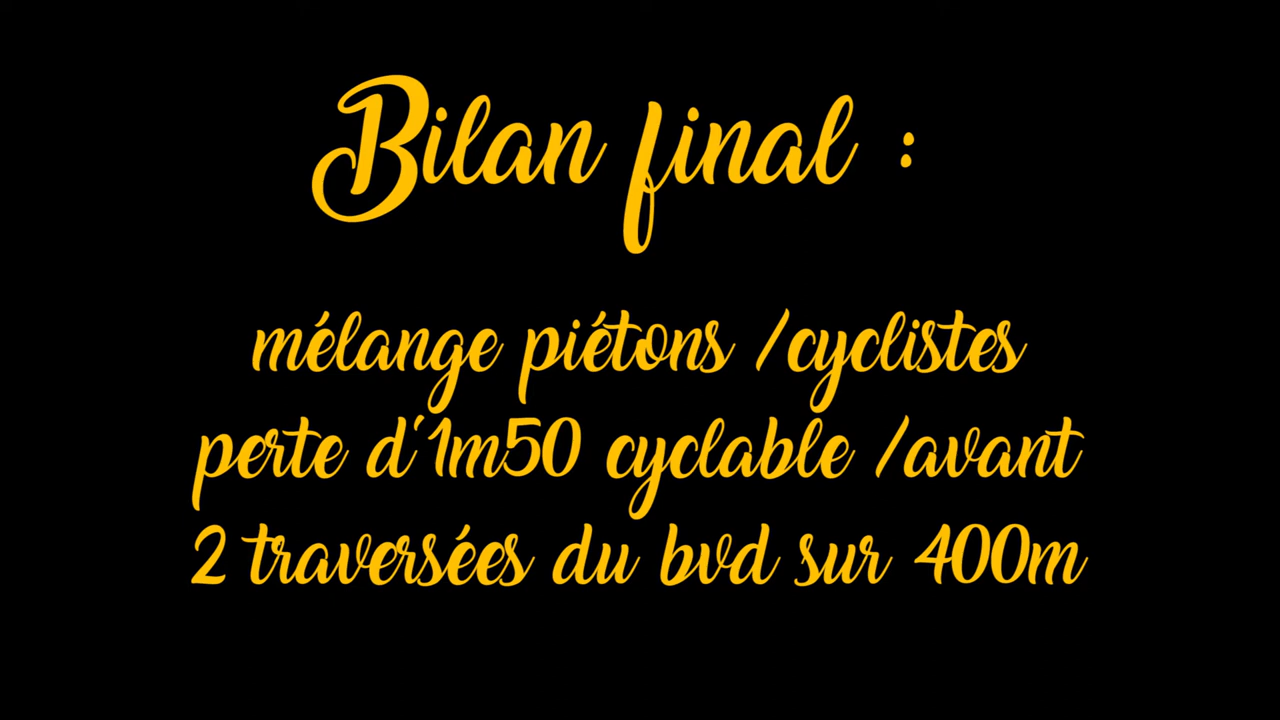 Bilan final :
mélange piétons /cyclistes
perte d'1m50 cyclable /avant
2 traversées du bvd sur 400m